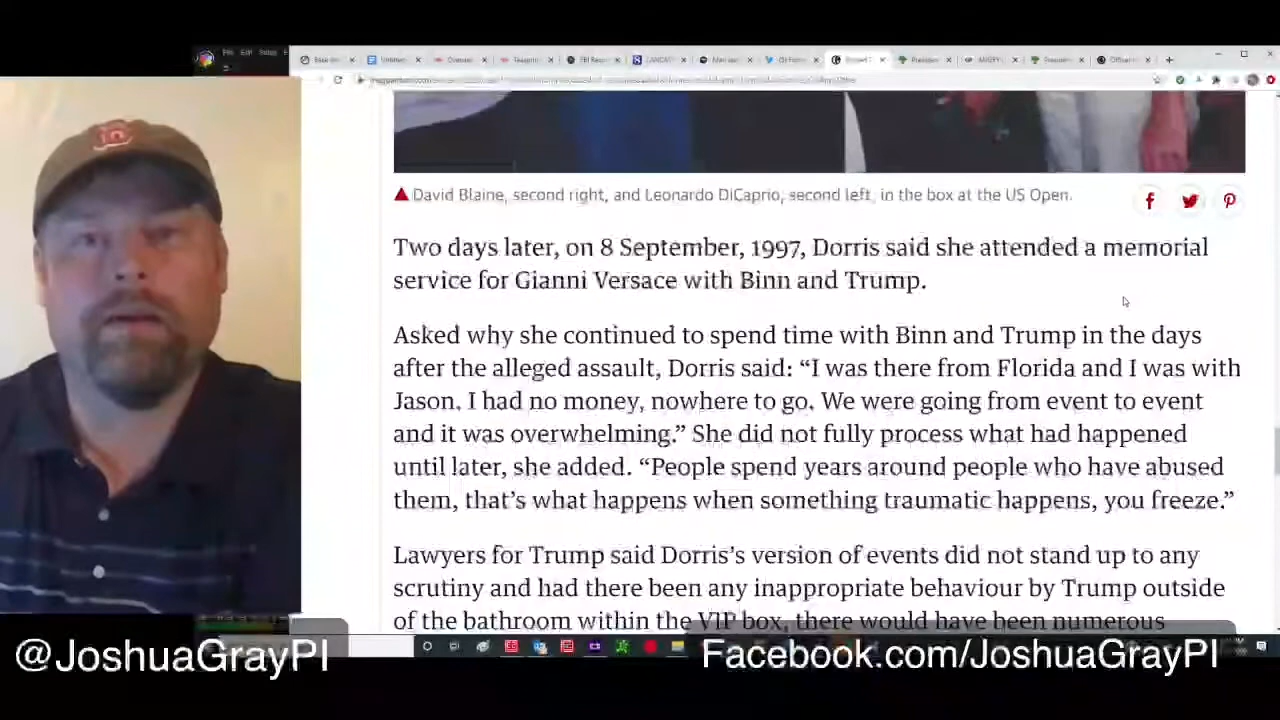 File Edit Setup
David Blaine, second right, and Leonardo DiCaprio, second left, in the box at the US Open.
Two days later, on 8 September, 1997, Dorris said she attended a memorial
service for Gianni Versace with Binn and Trump.
Asked why she continued to spend time with Binn and Trump in the days
after the alleged assault, Dorris said: “I was there from Florida and I was with
Jason. I had no money, nowhere to go. We were going from event to event
and it was overwhelming.” She did not fully process what had happened
until later, she added. “People spend years around people who have abused
them, that’s what happens when something traumatic happens, you freeze.”
Lawyers for Trump said Dorris’s version of events did not stand up to any
scrutiny and had there been any inappropriate behaviour by Trump outside
of the bathroom within the VIP box, there would have been numerous
@JoshuaGrayPI
Facebook.com/JoshuaGrayPI